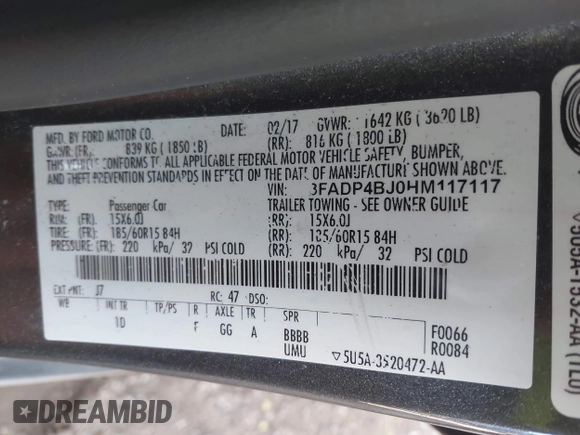 MFD. BY FORD MOTOR CO. DATE: 02/17 GVWR: 1642 KG ( 3620 LB)
GAWR: (FR): 839 KG ( 1850 LB) (RR): 816 KG ( 1800 LB)
THIS VEHICLE CONFORMS TO ALL APPLICABLE FEDERAL MOTOR VEHICLE SAFETY, BUMPER,
AND THEFT PREVENTION STANDARDS IN EFFECT ON THE DATE OF MANUFACTURE SHOWN ABOVE.
VIN: 3FADP4BJ0HM117117
TYPE: Passenger Car TRAILER TOWING - SEE OWNER GUIDE
RIM: (FR): 15X6.0J (RR): 15X6.0J
TIRE: (FR): 185/60R15 84H (RR): 185/60R15 84H
PRESSURE: (FR): 220 kPa/ 32 PSI COLD (RR): 220 kPa/ 32 PSI COLD
EXT PNT: J7 RC: 47 DSO:
WB INT TR TP/PS R AXLE TR SPR
1D F GG A BBBB
UMU
F0066
R0084
▽5U5A-3520472-AA
DREAMBID